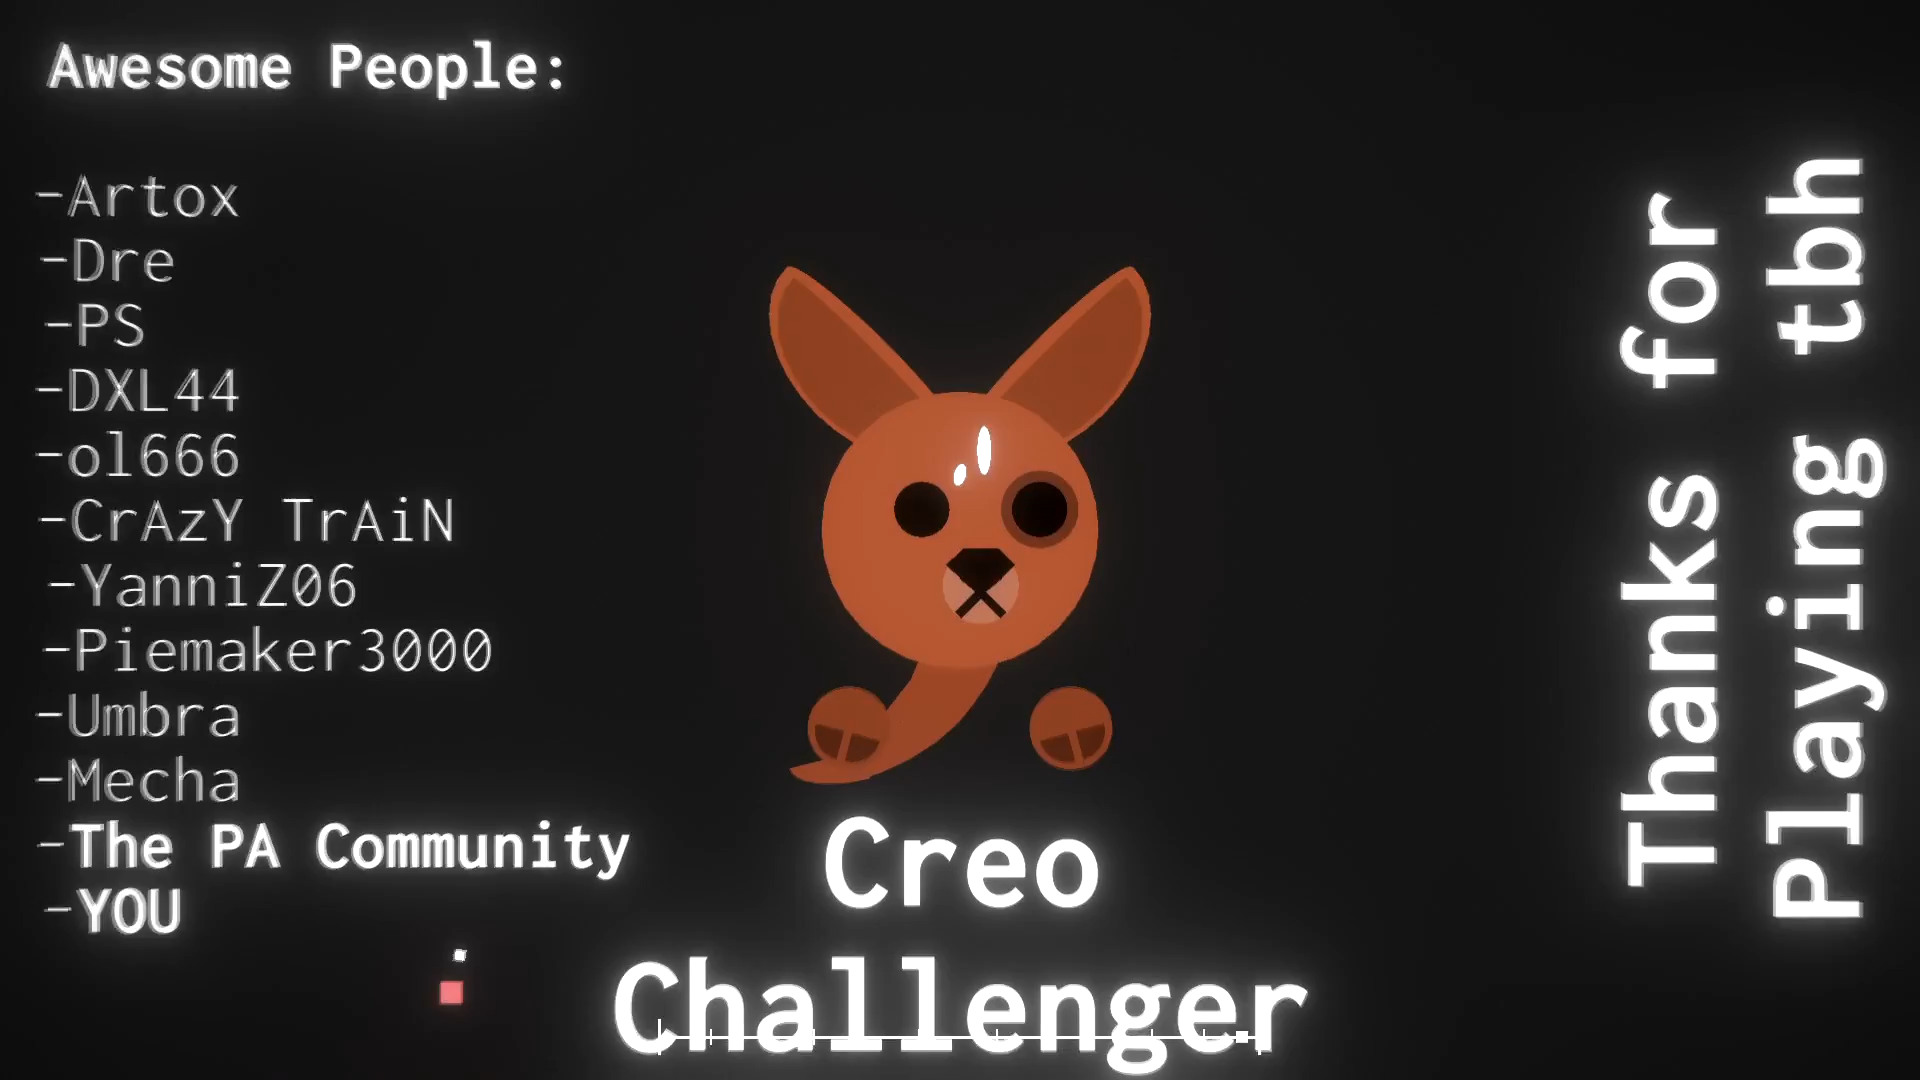 Awesome People:
-Artox
-Dre
-PS
-DXL44
-ol666
-CrAzY TrAiN
-YanniZ06
-Piemaker3000
-Umbra
-Mecha
-The PA Community
-YOU
Creo
Challenger
Thanks for
Playing tbh